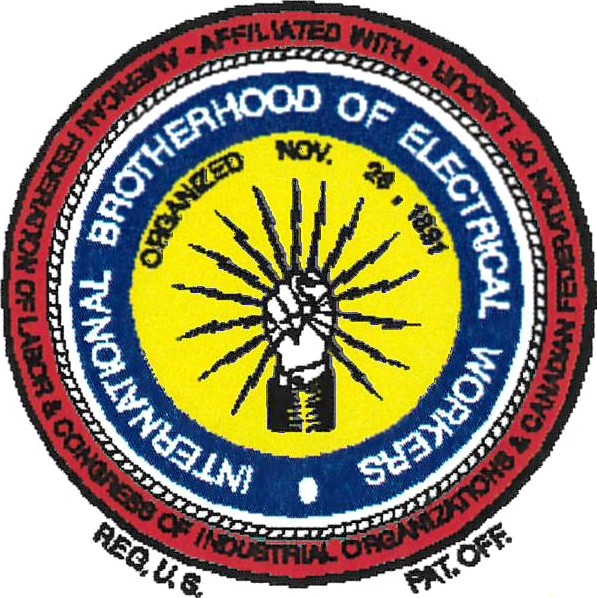 · AFFILIATED WITH ·
AMERICAN FEDERATION OF LABOR & CONGRESS OF INDUSTRIAL ORGANIZATIONS & CANADIAN FEDERATION OF LABOUR
INTERNATIONAL BROTHERHOOD OF ELECTRICAL WORKERS
ORGANIZED NOV. 28, 1891
REG. U.S. PAT. OFF.